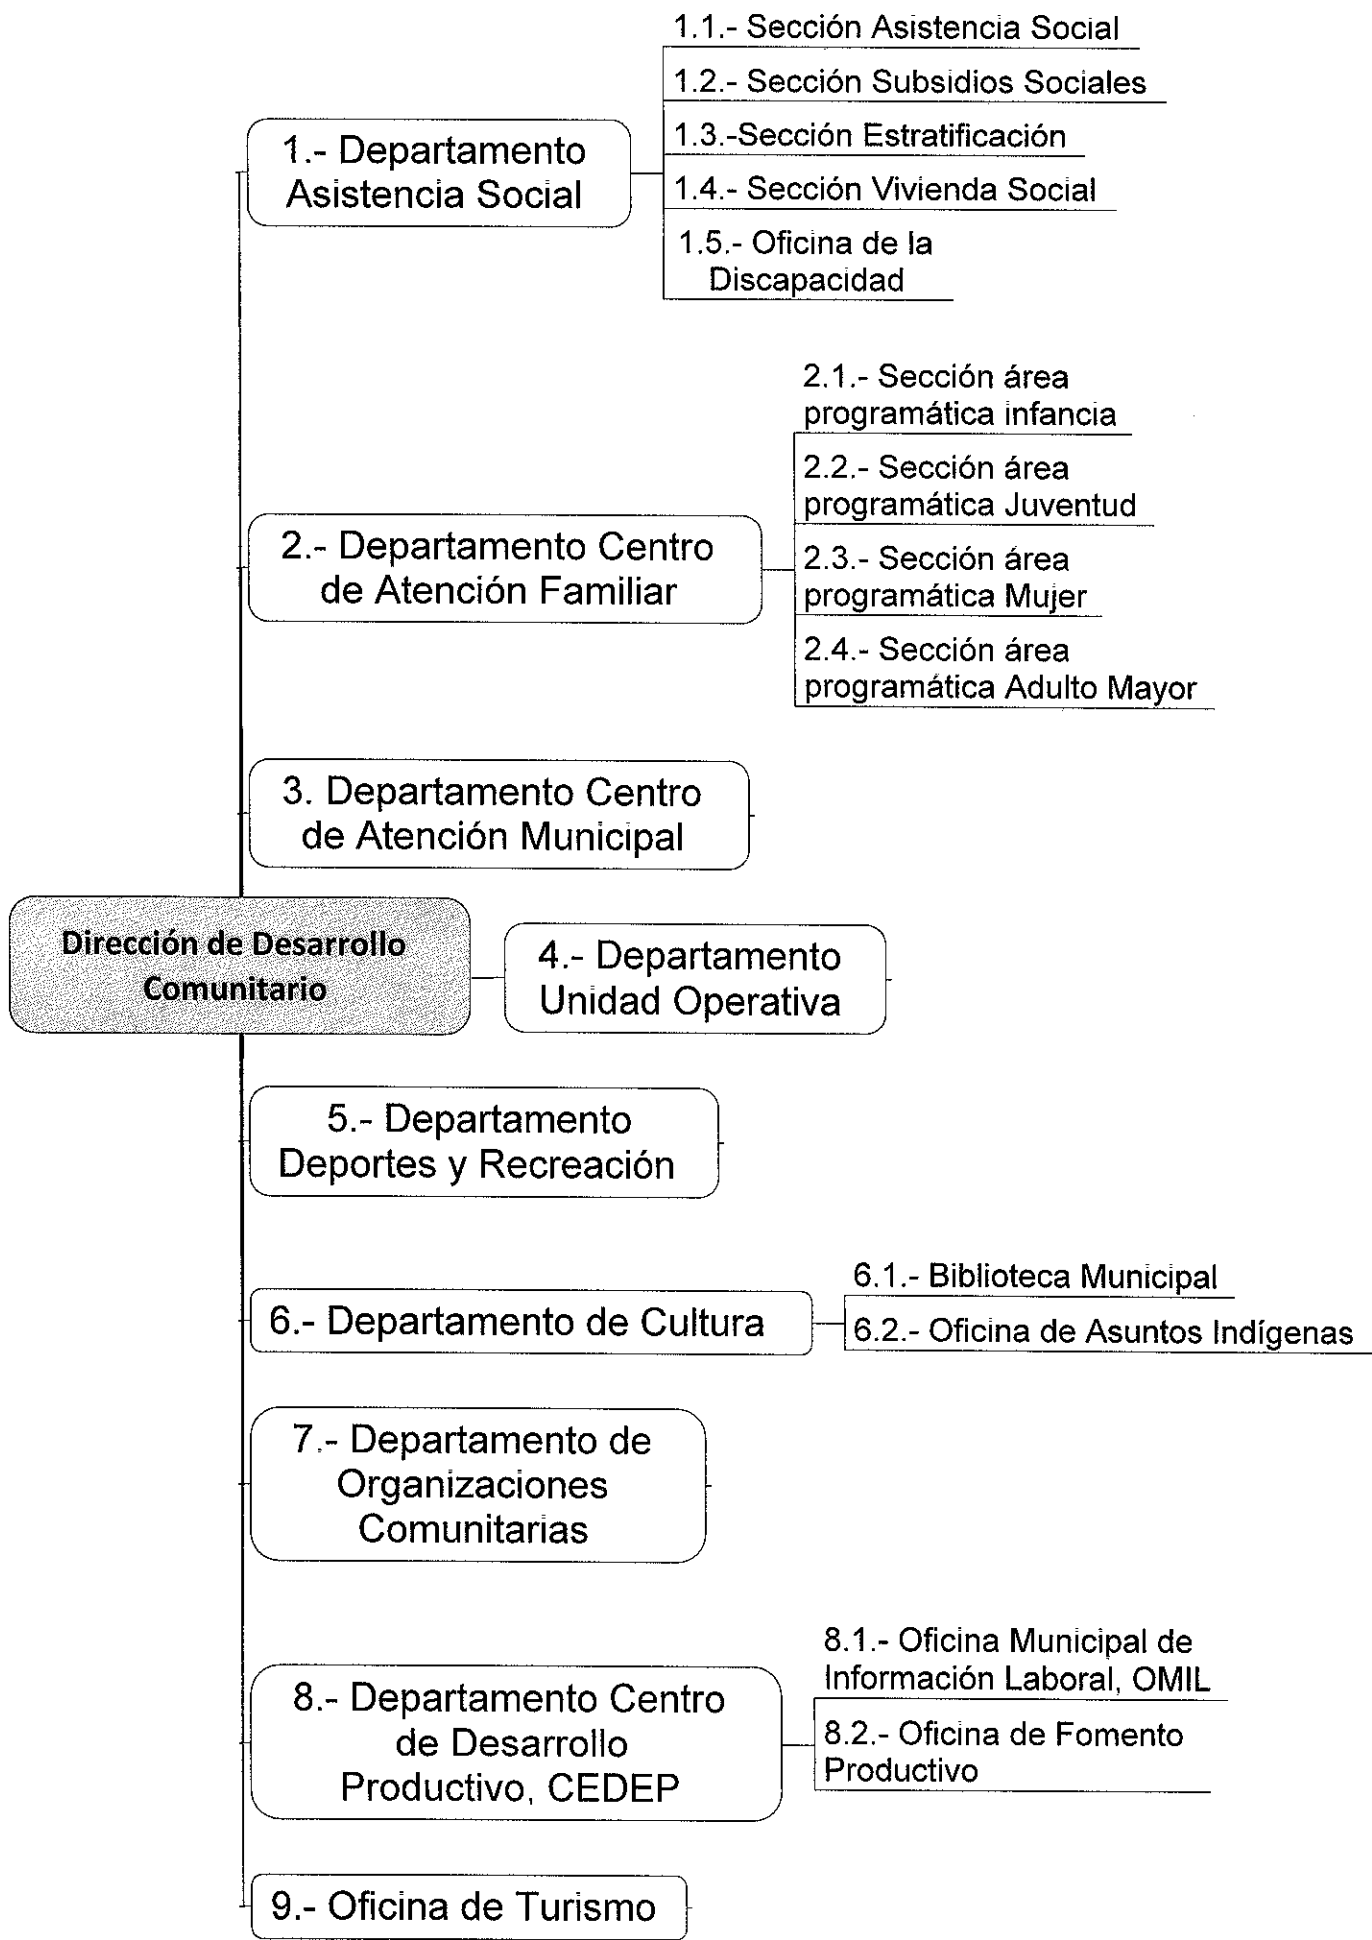 1.1.- Sección Asistencia Social
1.2.- Sección Subsidios Sociales
1.3.-Sección Estratificación
1.4.- Sección Vivienda Social
1.5.- Oficina de la
Discapacidad
1.- Departamento
Asistencia Social
2.1.- Sección área
programática infancia
2.2.- Sección área
programática Juventud
2.3.- Sección área
programática Mujer
2.4.- Sección área
programática Adulto Mayor
2.- Departamento Centro
de Atención Familiar
3. Departamento Centro
de Atención Municipal
Dirección de Desarrollo
Comunitario
4.- Departamento
Unidad Operativa
5.- Departamento
Deportes y Recreación
6.- Departamento de Cultura
6.1.- Biblioteca Municipal
6.2.- Oficina de Asuntos Indígenas
7.- Departamento de
Organizaciones
Comunitarias
8.- Departamento Centro
de Desarrollo
Productivo, CEDEP
8.1.- Oficina Municipal de
Información Laboral, OMIL
8.2.- Oficina de Fomento
Productivo
9.- Oficina de Turismo